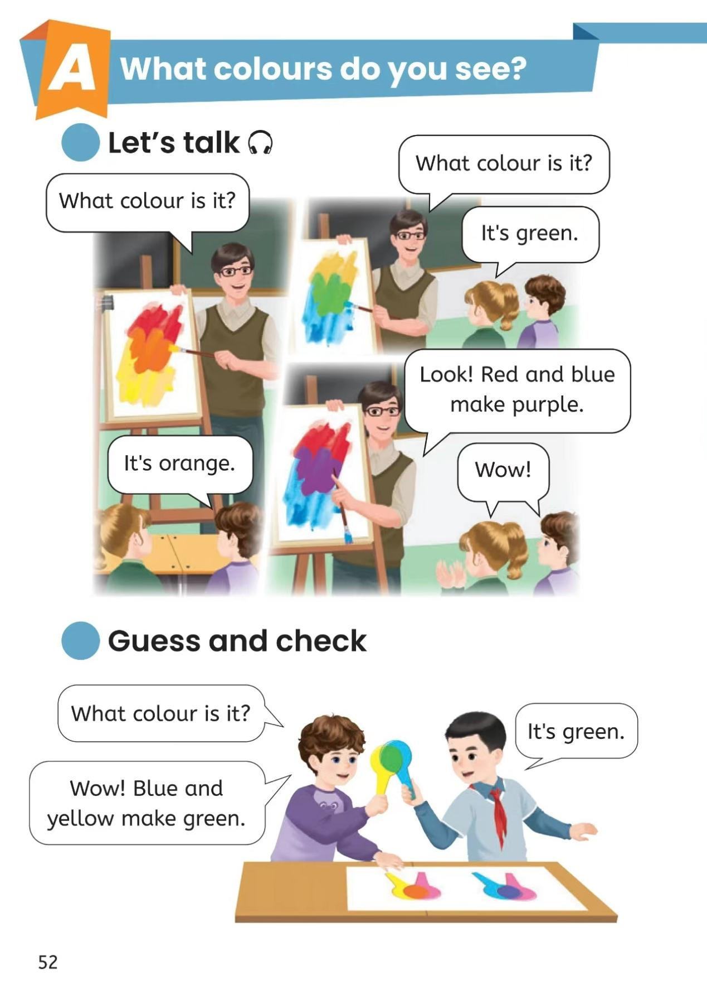 A
What colours do you see?
Let's talk
What colour is it?
It's orange.
What colour is it?
It's green.
Look! Red and blue
make purple.
Wow!
Guess and check
What colour is it?
It's green.
Wow! Blue and
yellow make green.
52